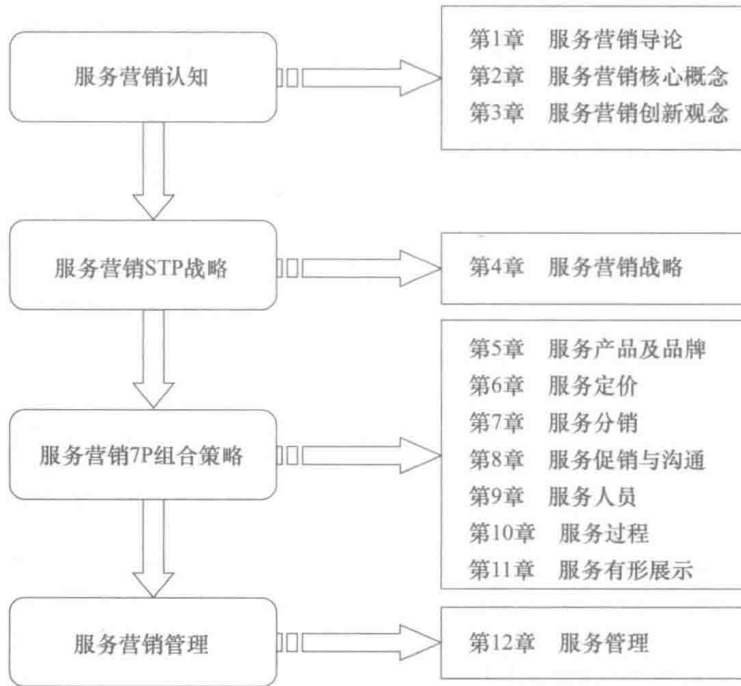 服务营销认知
第1章 服务营销导论
第2章 服务营销核心概念
第3章 服务营销创新观念
服务营销STP战略
第4章 服务营销战略
服务营销7P组合策略
第5章 服务产品及品牌
第6章 服务定价
第7章 服务分销
第8章 服务促销与沟通
第9章 服务人员
第10章 服务过程
第11章 服务有形展示
服务营销管理
第12章 服务管理